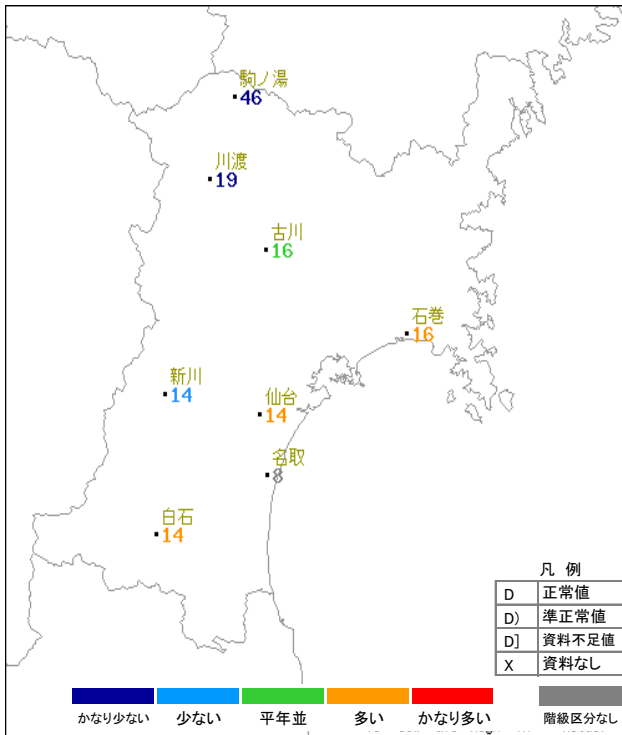 駒ノ湯
46
川渡
19
古川
16
石巻
16
新川
14
仙台
14
名取
8
白石
14
凡 例
D 正常値
D) 準正常値
D] 資料不足値
X 資料なし
かなり少ない 少ない 平年並 多い かなり多い 階級区分なし